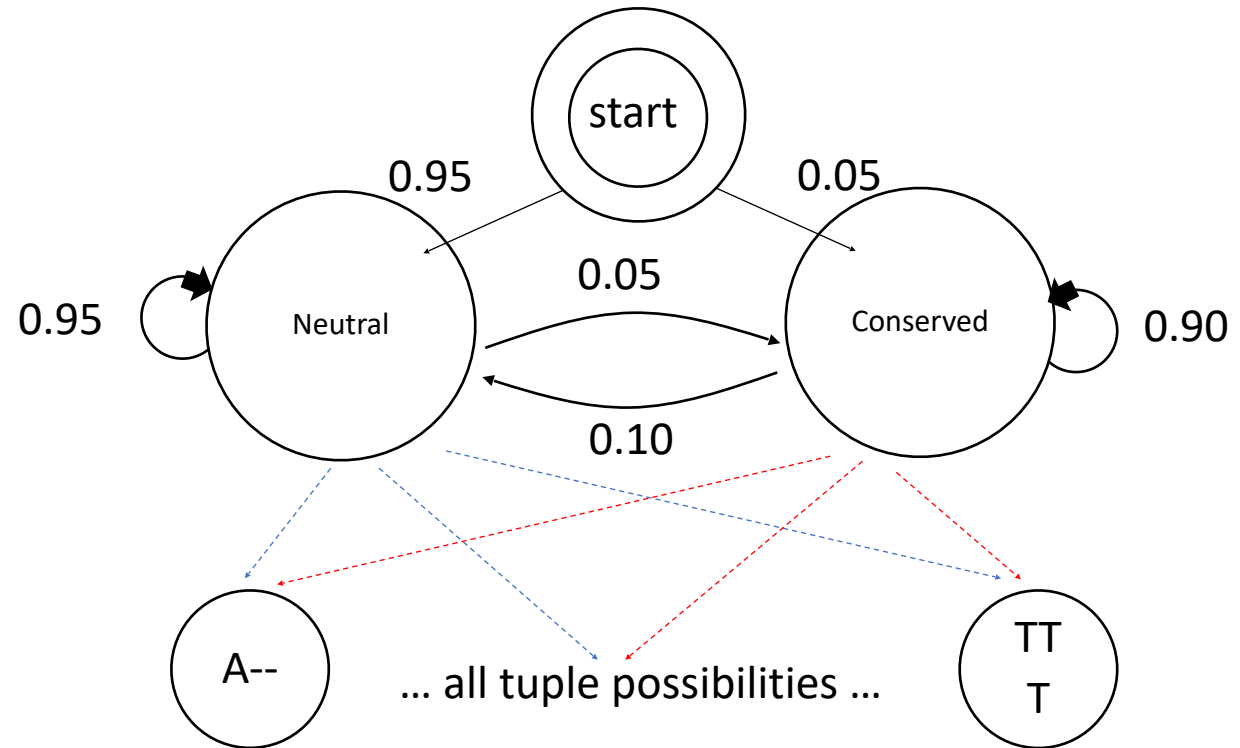 start
0.95
0.05
0.05
0.95
Neutral
Conserved
0.90
0.10
A--
... all tuple possibilities ...
TT
T